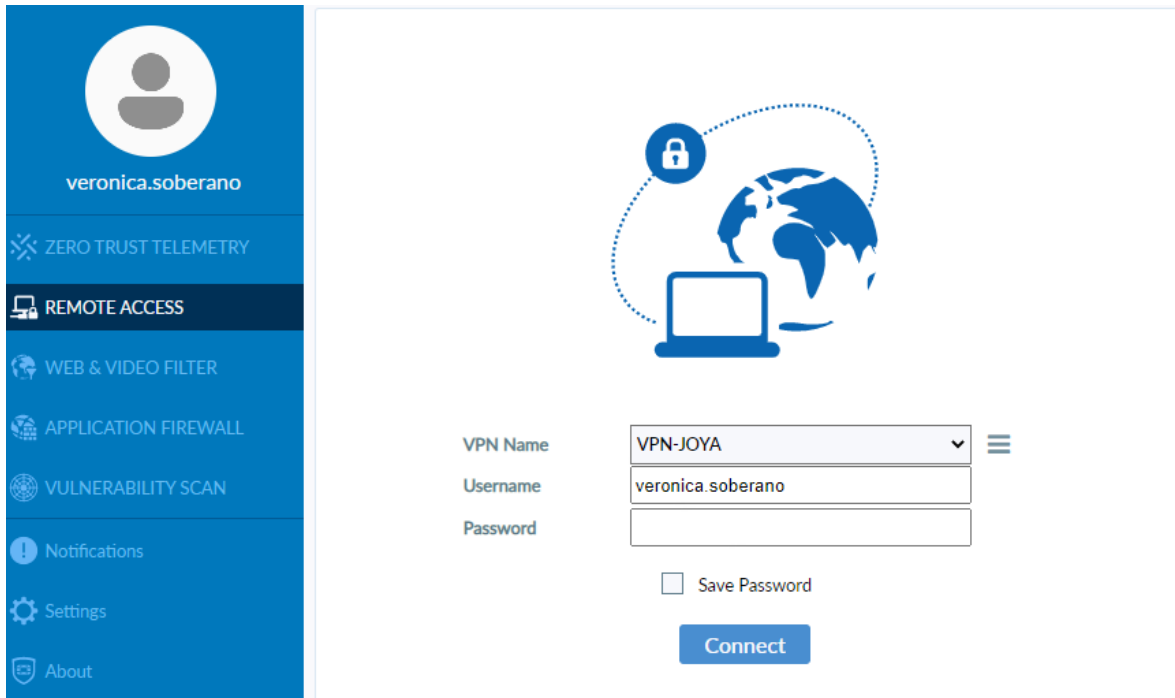 veronica.soberano
ZERO TRUST TELEMETRY
REMOTE ACCESS
WEB & VIDEO FILTER
APPLICATION FIREWALL
VULNERABILITY SCAN
Notifications
Settings
About
VPN Name VPN-JOYA
Username veronica.soberano
Password
Save Password
Connect